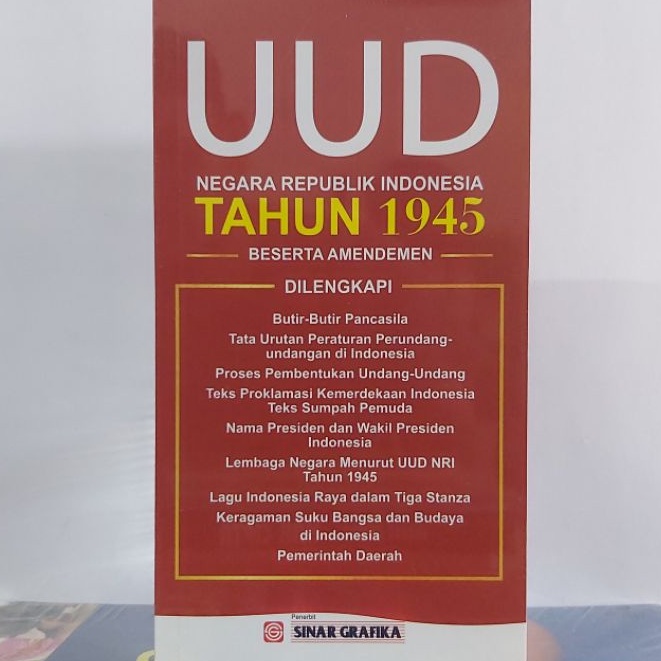 UUD
NEGARA REPUBLIK INDONESIA
TAHUN 1945
BESERTA AMENDEMEN
DILENGKAPI
Butir-Butir Pancasila
Tata Urutan Peraturan Perundang-
undangan di Indonesia
Proses Pembentukan Undang-Undang
Teks Proklamasi Kemerdekaan Indonesia
Teks Sumpah Pemuda
Nama Presiden dan Wakil Presiden
Indonesia
Lembaga Negara Menurut UUD NRI
Tahun 1945
Lagu Indonesia Raya dalam Tiga Stanza
Keragaman Suku Bangsa dan Budaya
di Indonesia
Pemerintah Daerah
Penerbit
SINAR GRAFIKA